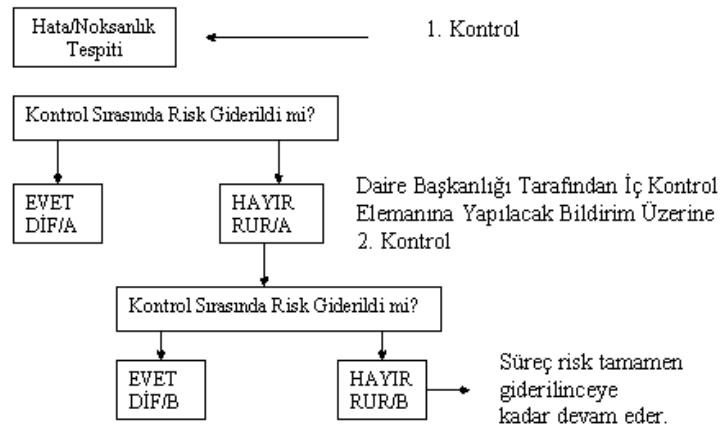 Hata/Noksanlık
Tespiti
1. Kontrol
Kontrol Sırasında Risk Giderildi mi?
EVET
DİF/A
HAYIR
RUR/A
Daire Başkanlığı Tarafından İç Kontrol
Elemanına Yapılacak Bildirim Üzerine
2. Kontrol
Kontrol Sırasında Risk Giderildi mi?
EVET
DİF/B
HAYIR
RUR/B
Süreç risk tamamen
giderilinceye
kadar devam eder.